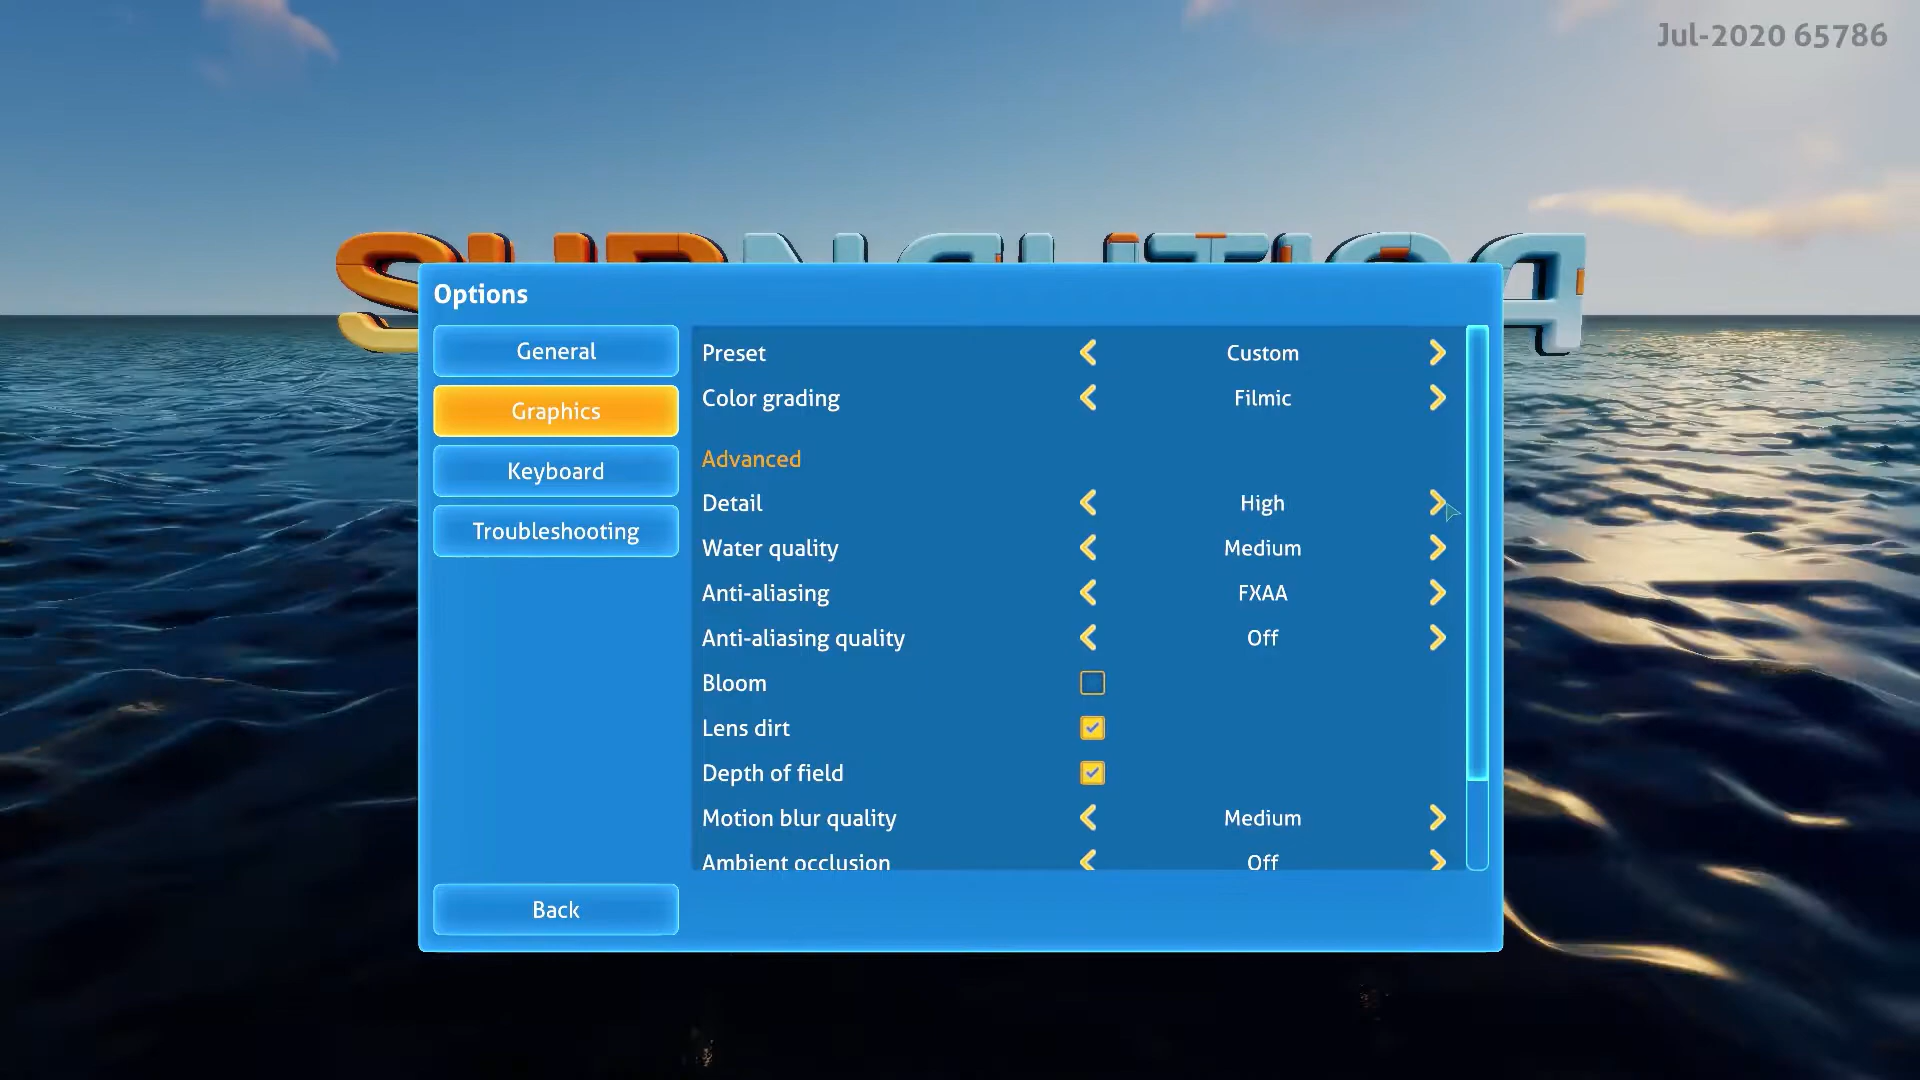 Jul-2020 65786
SUBNAUTICA
Options
General
Graphics
Keyboard
Troubleshooting
Back
Preset Custom
Color grading Filmic
Advanced
Detail High
Water quality Medium
Anti-aliasing FXAA
Anti-aliasing quality Off
Bloom
Lens dirt
Depth of field
Motion blur quality Medium
Ambient occlusion Off